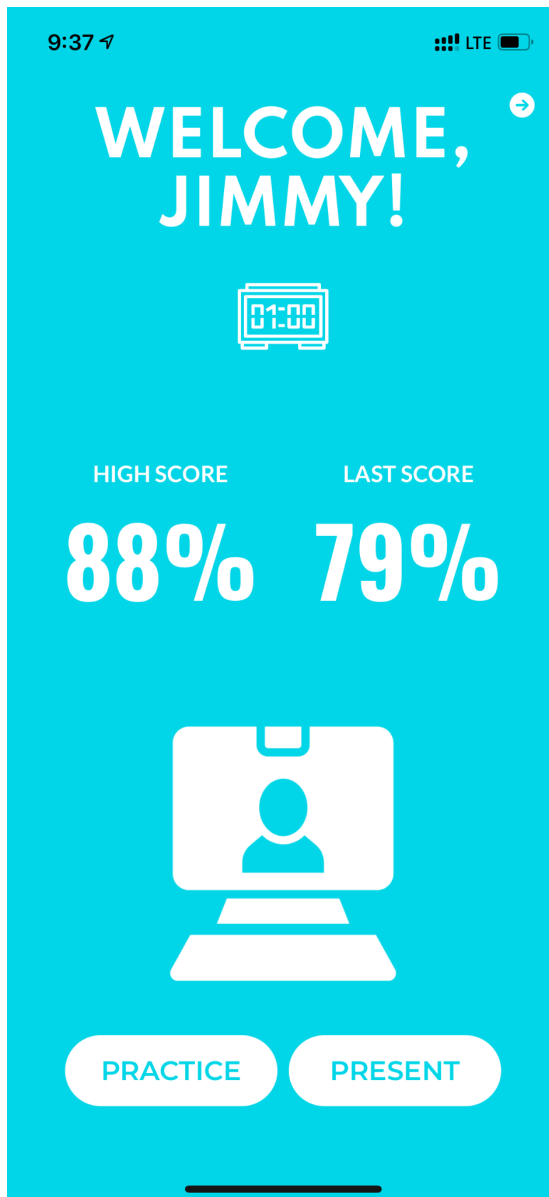 9:37 LTE
WELCOME,
JIMMY!
01:00
HIGH SCORE LAST SCORE
88% 79%
PRACTICE PRESENT